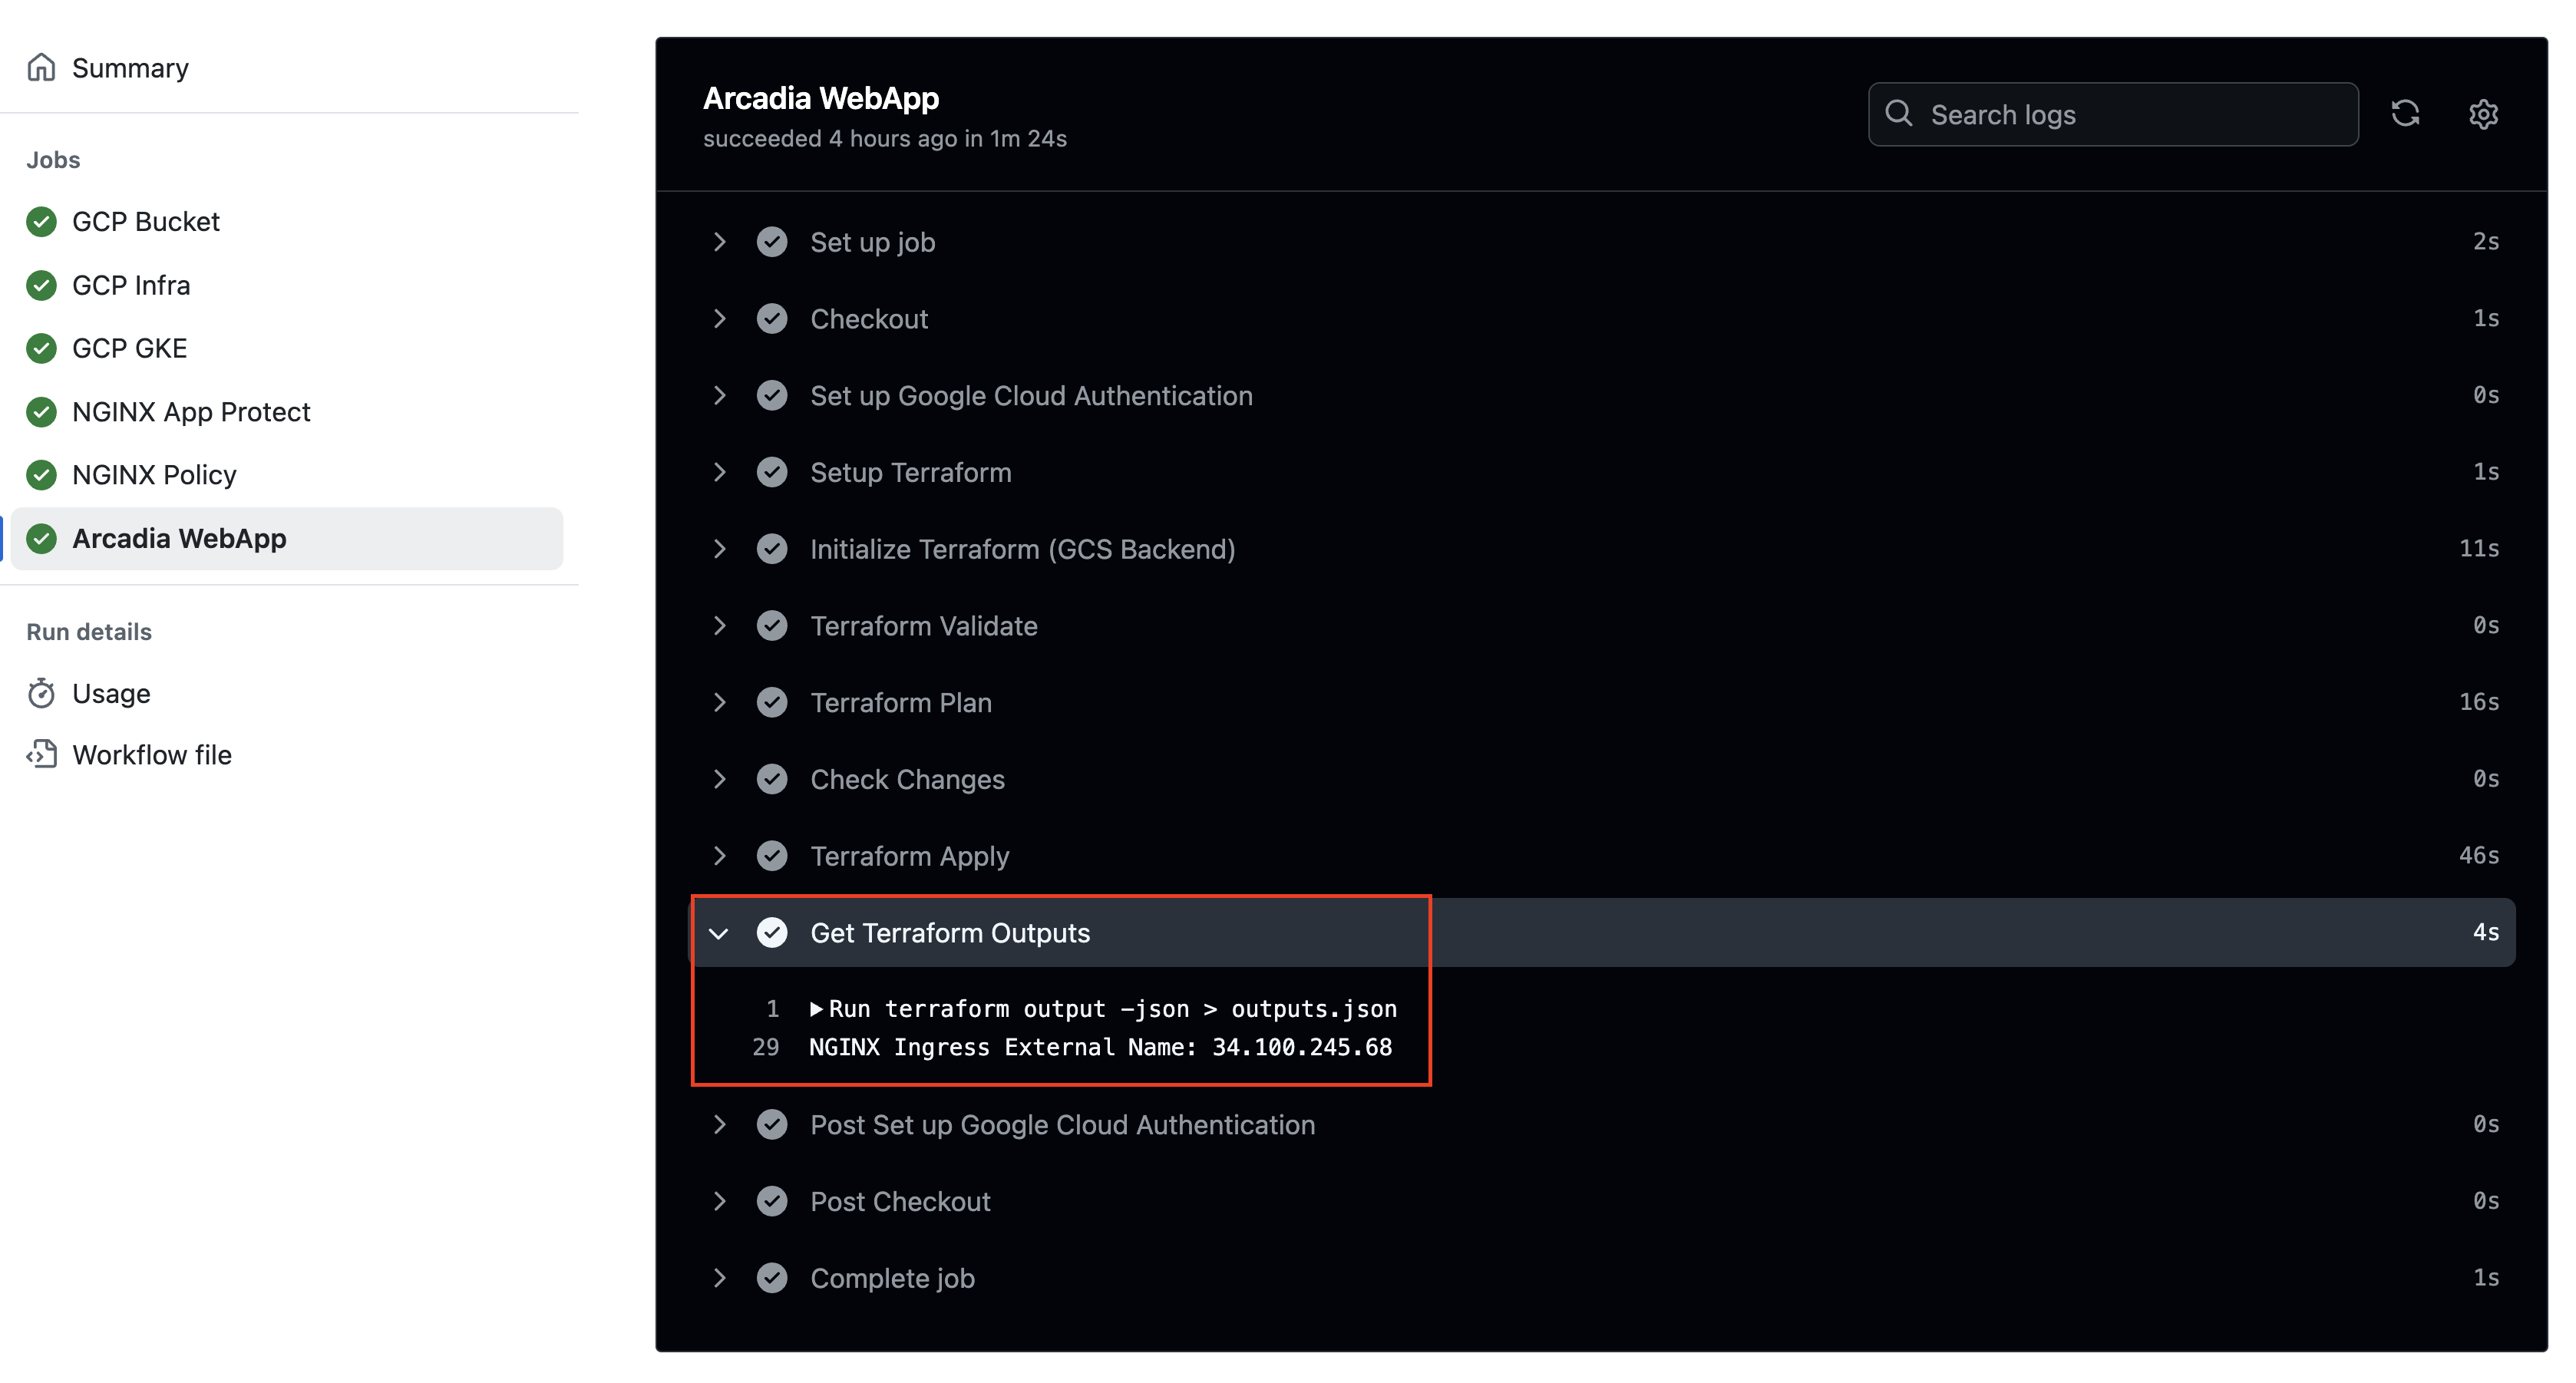 Summary
Jobs
GCP Bucket
GCP Infra
GCP GKE
NGINX App Protect
NGINX Policy
Arcadia WebApp
Run details
Usage
Workflow file
Arcadia WebApp
succeeded 4 hours ago in 1m 24s
Search logs
Set up job 2s
Checkout 1s
Set up Google Cloud Authentication 0s
Setup Terraform 1s
Initialize Terraform (GCS Backend) 11s
Terraform Validate 0s
Terraform Plan 16s
Check Changes 0s
Terraform Apply 46s
Get Terraform Outputs 4s
1 ▶Run terraform output -json > outputs.json
29 NGINX Ingress External Name: 34.100.245.68
Post Set up Google Cloud Authentication 0s
Post Checkout 0s
Complete job 1s